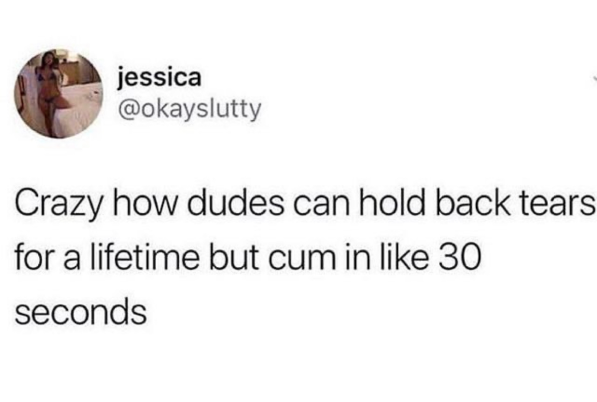 jessica
@okayslutty
Crazy how dudes can hold back tears
for a lifetime but cum in like 30
seconds